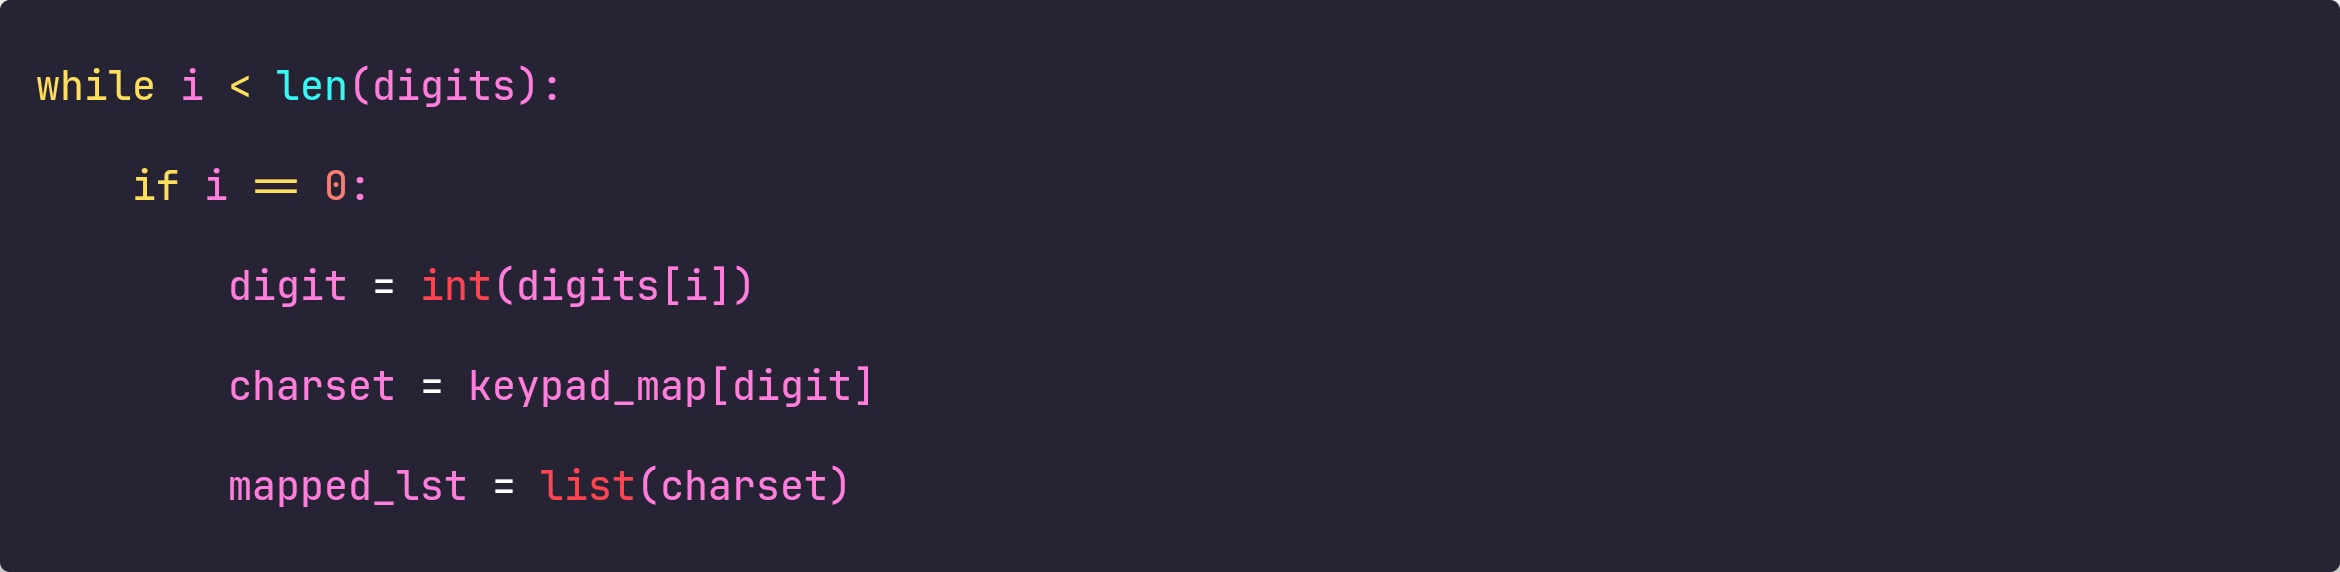 while i < len(digits):
    if i == 0:
        digit = int(digits[i])
        charset = keypad_map[digit]
        mapped_lst = list(charset)